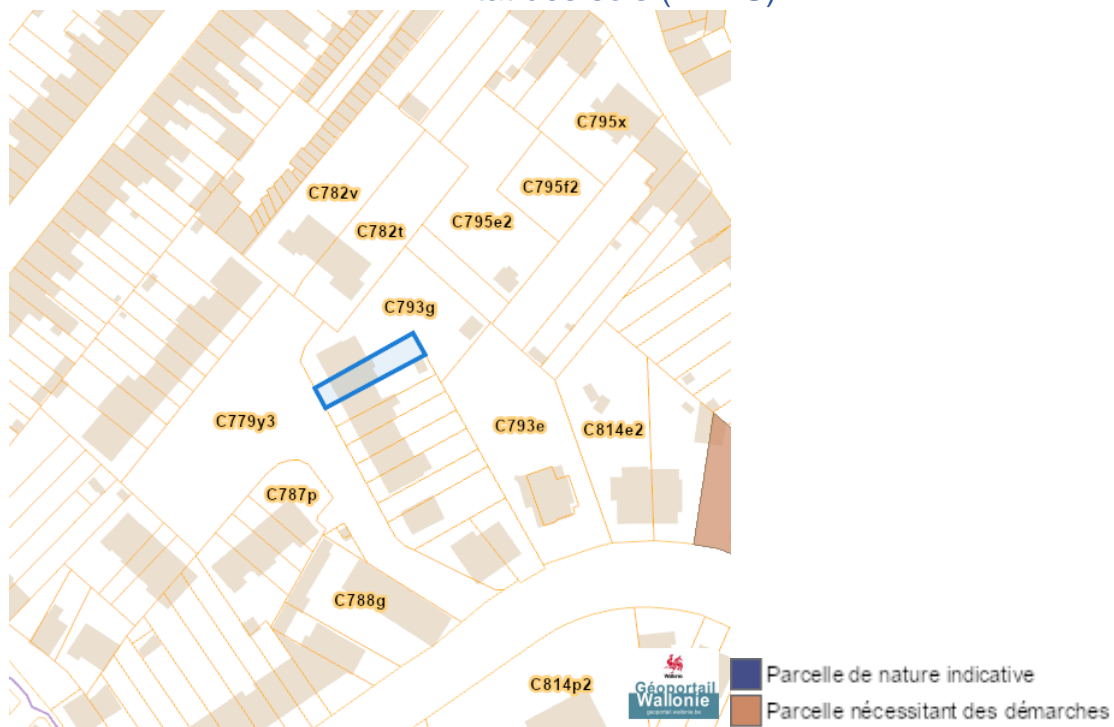 C795x
C795f2
C782v
C795e2
C782t
C793g
C779y3
C793e
C814e2
C787p
C788g
C814p2
Wallonie
Géoportail
Wallonie
geoportail.wallonie.be
Parcelle de nature indicative
Parcelle nécessitant des démarches